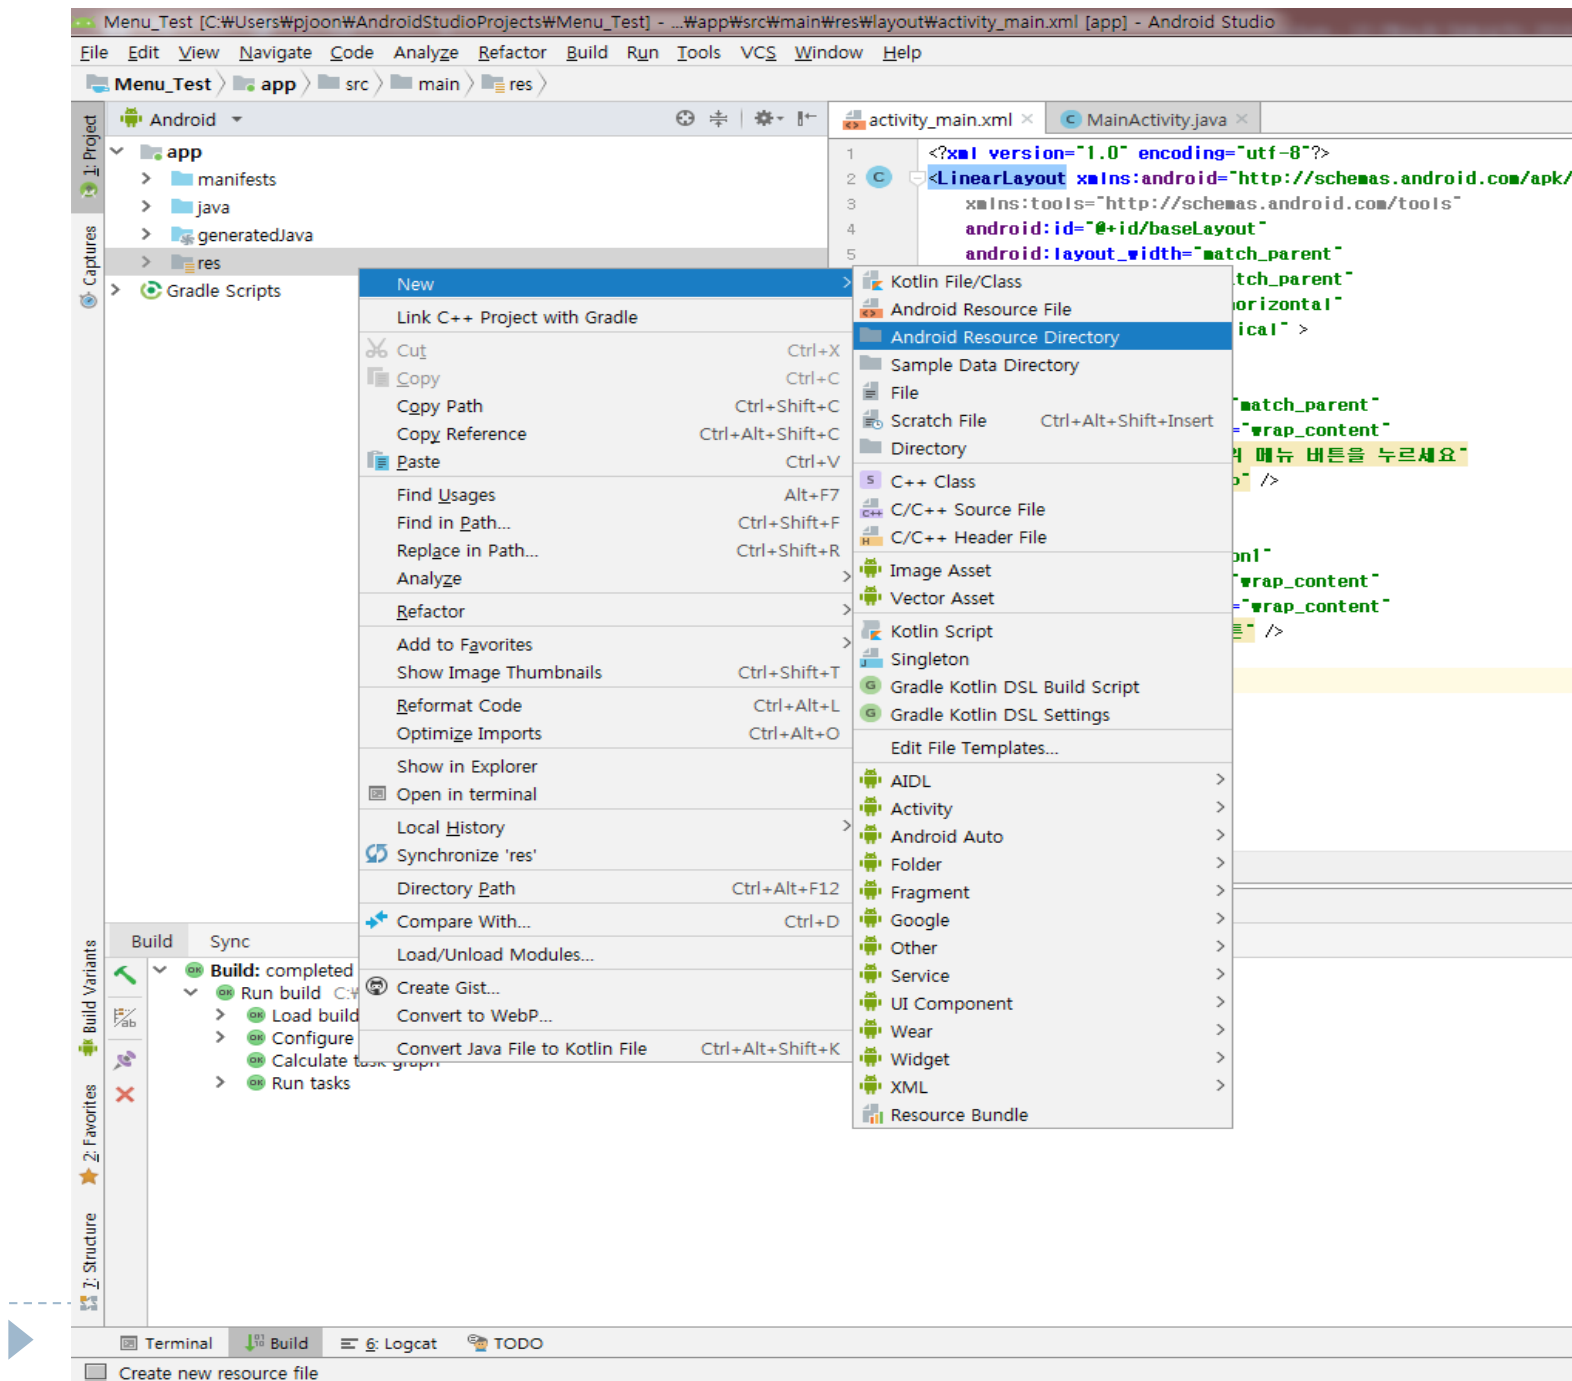 Menu_Test [C:₩Users₩pjoon₩AndroidStudioProjects₩Menu_Test] - ...₩app₩src₩main₩res₩layout₩activity_main.xml [app] - Android Studio
File Edit View Navigate Code Analyze Refactor Build Run Tools VCS Window Help
Menu_Test app src main res
1: Project
Captures
Build Variants
2: Favorites
7: Structure
Android
app
manifests
java
generatedJava
res
Gradle Scripts
activity_main.xml MainActivity.java
1 <?xml version="1.0" encoding="utf-8"?>
2 <LinearLayout xmlns:android="http://schemas.android.com/apk/
3 xmlns:tools="http://schemas.android.com/tools"
4 android:id="@+id/baseLayout"
5 android:layout_width="match_parent"
tch_parent"
orizontal"
ical" >
"match_parent"
="wrap_content"
메뉴 버튼을 누르세요"
" />
on1"
"wrap_content"
="wrap_content"
튼" />
New
Link C++ Project with Gradle
Cut Ctrl+X
Copy Ctrl+C
Copy Path Ctrl+Shift+C
Copy Reference Ctrl+Alt+Shift+C
Paste Ctrl+V
Find Usages Alt+F7
Find in Path... Ctrl+Shift+F
Replace in Path... Ctrl+Shift+R
Analyze
Refactor
Add to Favorites
Show Image Thumbnails Ctrl+Shift+T
Reformat Code Ctrl+Alt+L
Optimize Imports Ctrl+Alt+O
Show in Explorer
Open in terminal
Local History
Synchronize 'res'
Directory Path Ctrl+Alt+F12
Compare With... Ctrl+D
Load/Unload Modules...
Create Gist...
Convert to WebP...
Convert Java File to Kotlin File Ctrl+Alt+Shift+K
Kotlin File/Class
Android Resource File
Android Resource Directory
Sample Data Directory
File
Scratch File Ctrl+Alt+Shift+Insert
Directory
C++ Class
C/C++ Source File
C/C++ Header File
Image Asset
Vector Asset
Kotlin Script
Singleton
Gradle Kotlin DSL Build Script
Gradle Kotlin DSL Settings
Edit File Templates...
AIDL
Activity
Android Auto
Folder
Fragment
Google
Other
Service
UI Component
Wear
Widget
XML
Resource Bundle
Build Sync
Build: completed
Run build C:₩
Load build
Configure
Calculate task graph
Run tasks
Terminal Build 6: Logcat TODO
Create new resource file